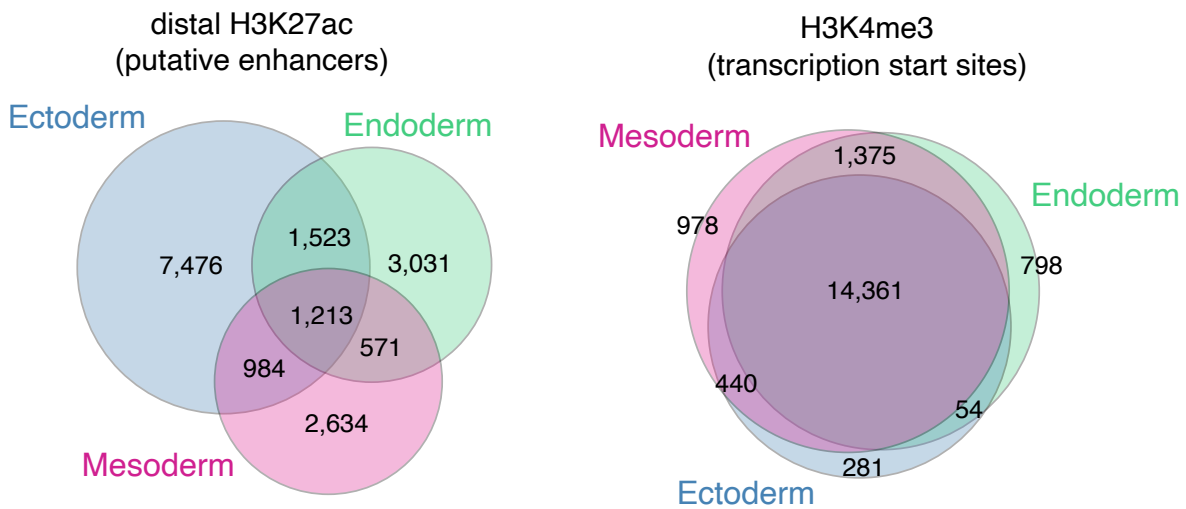 distal H3K27ac
(putative enhancers)
Ectoderm
Endoderm
1,523
7,476
3,031
1,213
571
984
2,634
Mesoderm
H3K4me3
(transcription start sites)
Mesoderm
1,375
Endoderm
978
798
14,361
440
54
281
Ectoderm